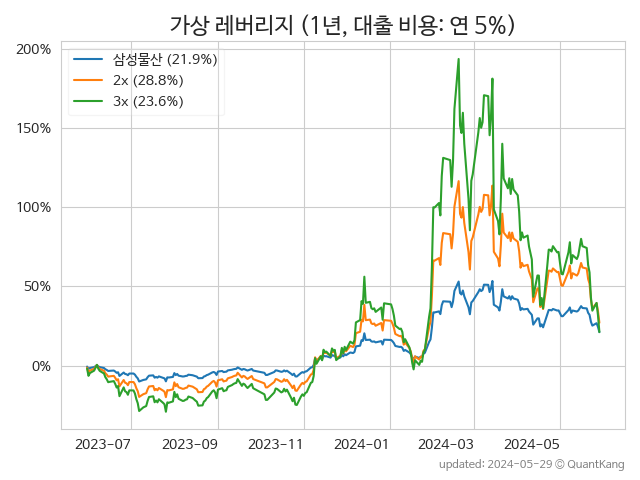 가상 레버리지 (1년, 대출 비용: 연 5%)
200%
150%
100%
50%
0%
삼성물산 (21.9%)
2x (28.8%)
3x (23.6%)
2023-07 2023-09 2023-11 2024-01 2024-03 2024-05
updated: 2024-05-29 © QuantKang